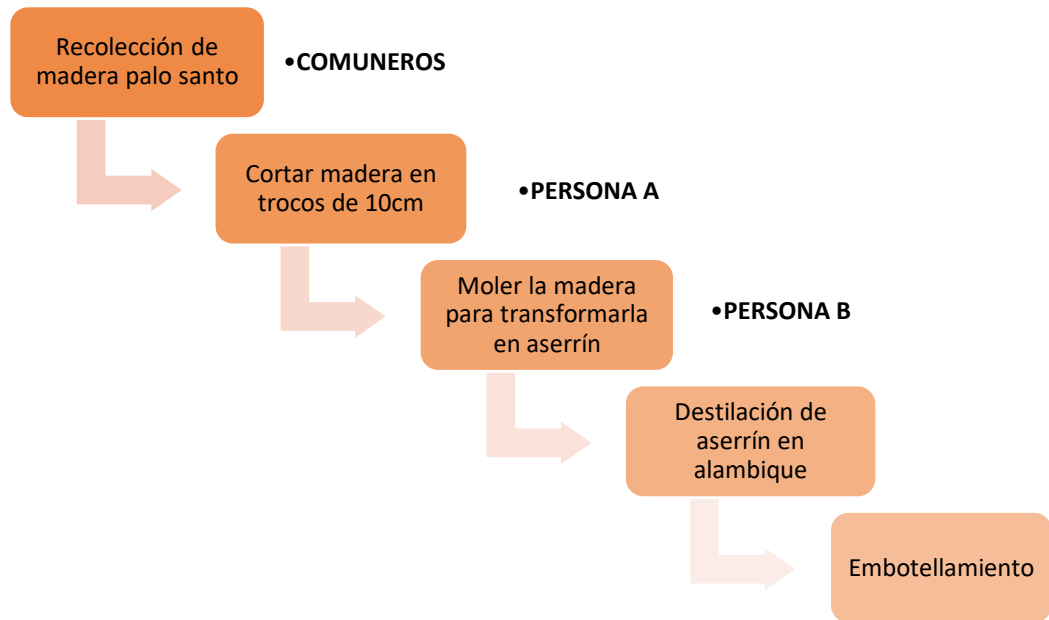 Recolección de
madera palo santo
•COMUNEROS
Cortar madera en
trocos de 10cm
•PERSONA A
Moler la madera
para transformarla
en aserrín
•PERSONA B
Destilación de
aserrín en
alambique
Embotellamiento